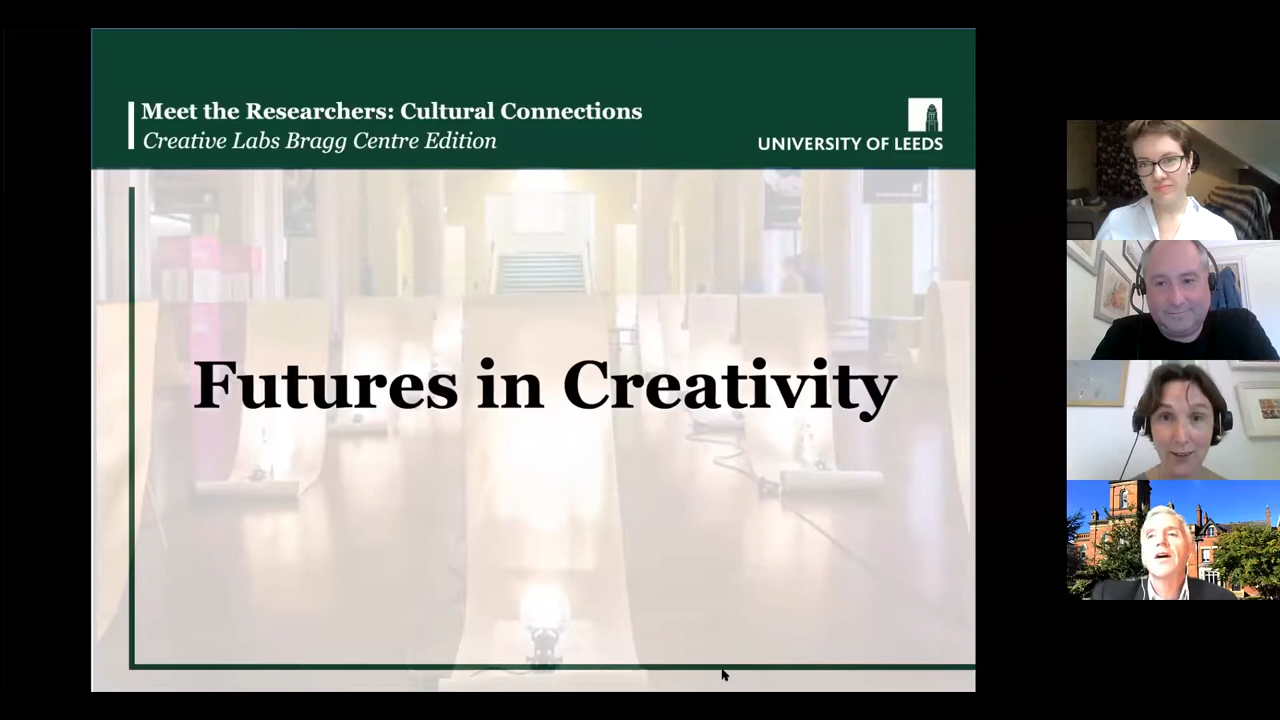 Meet the Researchers: Cultural Connections
Creative Labs Bragg Centre Edition
UNIVERSITY OF LEEDS
Futures in Creativity